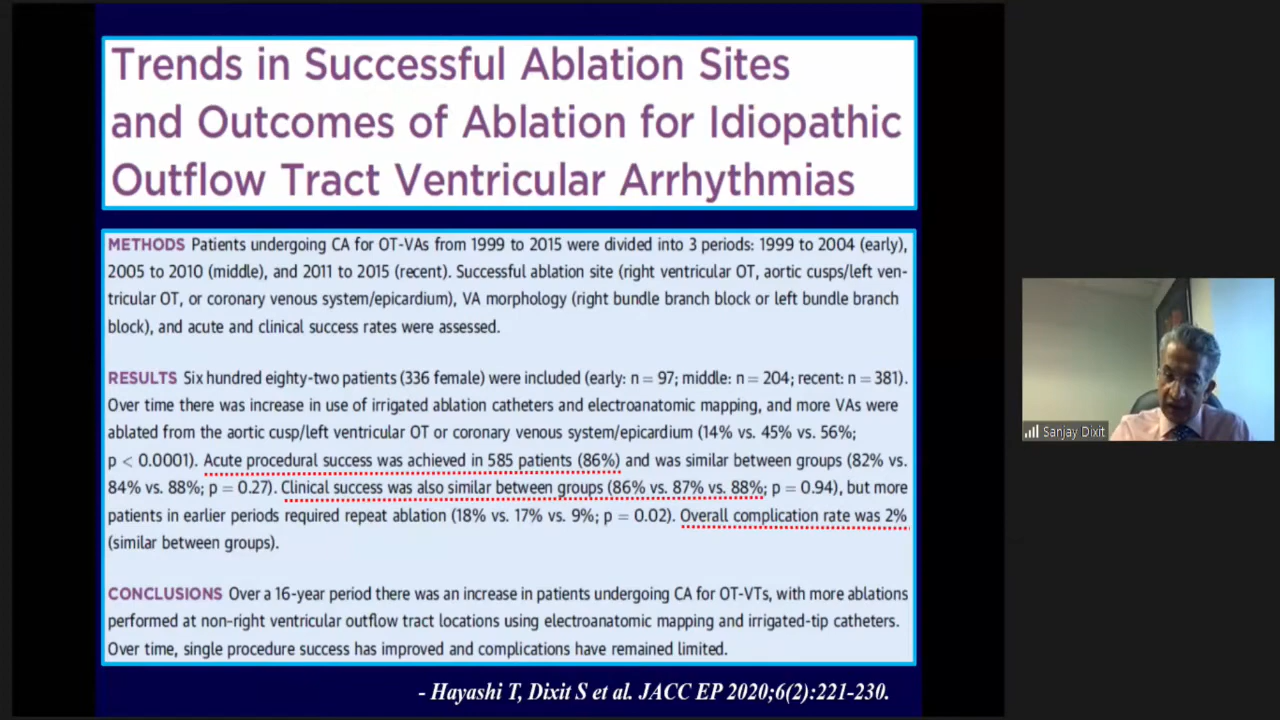 Trends in Successful Ablation Sites
and Outcomes of Ablation for Idiopathic
Outflow Tract Ventricular Arrhythmias
METHODS Patients undergoing CA for OT-VAs from 1999 to 2015 were divided into 3 periods: 1999 to 2004 (early),
2005 to 2010 (middle), and 2011 to 2015 (recent). Successful ablation site (right ventricular OT, aortic cusps/left ven-
tricular OT, or coronary venous system/epicardium), VA morphology (right bundle branch block or left bundle branch
block), and acute and clinical success rates were assessed.
RESULTS Six hundred eighty-two patients (336 female) were included (early: n = 97; middle: n = 204; recent: n = 381).
Over time there was increase in use of irrigated ablation catheters and electroanatomic mapping, and more VAs were
ablated from the aortic cusp/left ventricular OT or coronary venous system/epicardium (14% vs. 45% vs. 56%;
p < 0.0001). Acute procedural success was achieved in 585 patients (86%) and was similar between groups (82% vs.
84% vs. 88%; p = 0.27). Clinical success was also similar between groups (86% vs. 87% vs. 88%; p = 0.94), but more
patients in earlier periods required repeat ablation (18% vs. 17% vs. 9%; p = 0.02). Overall complication rate was 2%
(similar between groups).
CONCLUSIONS Over a 16-year period there was an increase in patients undergoing CA for OT-VTs, with more ablations
performed at non-right ventricular outflow tract locations using electroanatomic mapping and irrigated-tip catheters.
Over time, single procedure success has improved and complications have remained limited.
- Hayashi T, Dixit S et al. JACC EP 2020;6(2):221-230.
Sanjay Dixit